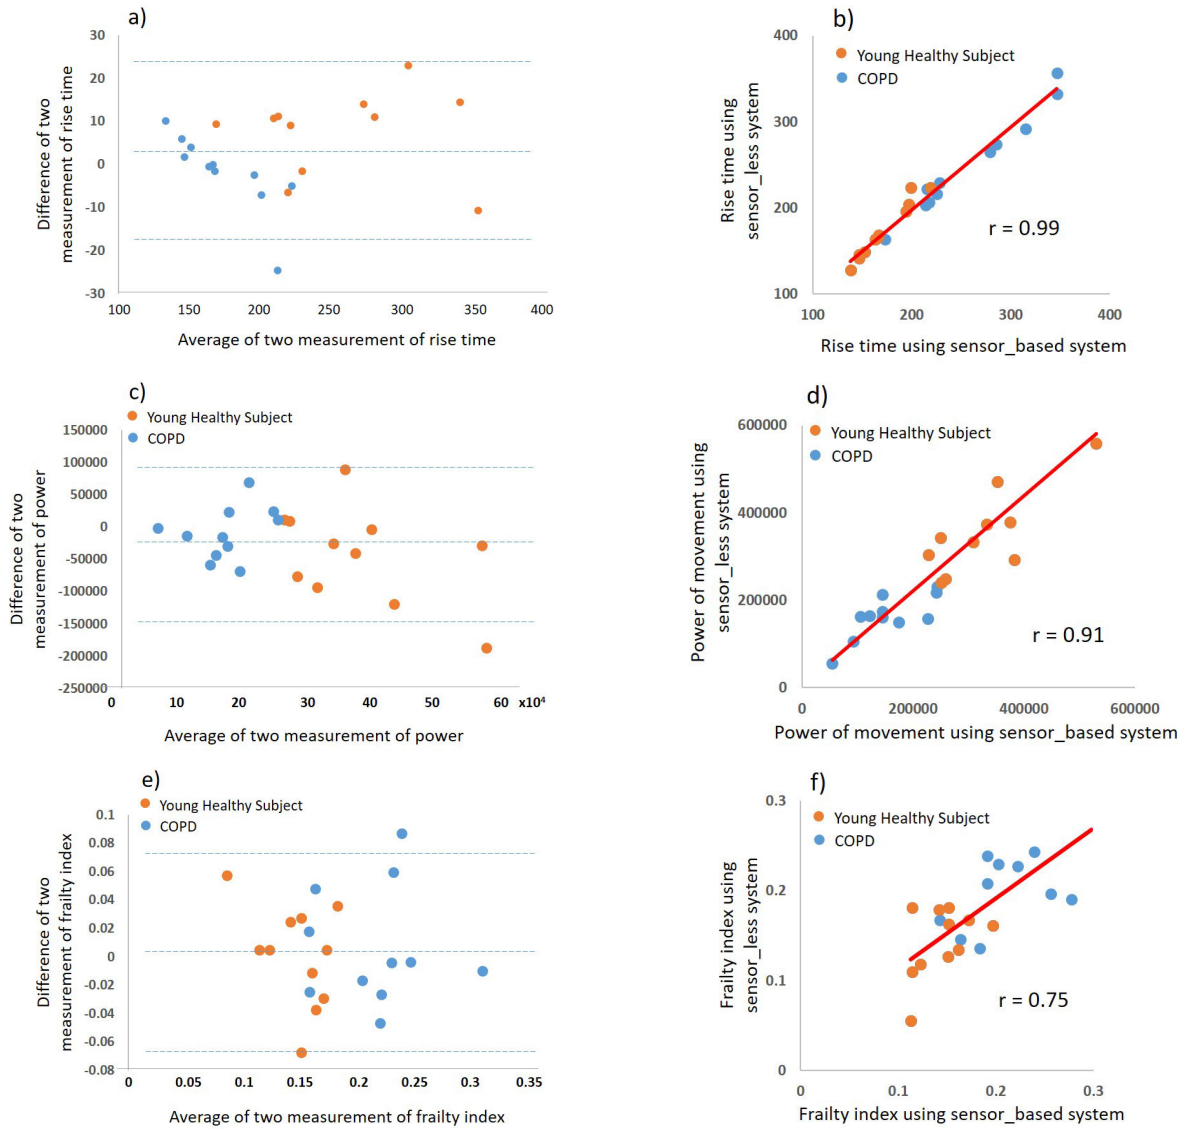 a)
30
20
10
0
-10
-20
-30
100
150
200
250
300
350
400
Difference of two
measurement of rise time
Average of two measurement of rise time
b)
400
300
200
100
100
200
300
400
Young Healthy Subject
COPD
r = 0.99
Rise time using
sensor_less system
Rise time using sensor_based system
c)
Young Healthy Subject
COPD
150000
100000
50000
0
-50000
-100000
-150000
-200000
-250000
0
10
20
30
40
50
60
x10⁴
Difference of two
measurement of power
Average of two measurement of power
d)
600000
400000
200000
0
0
200000
400000
600000
Young Healthy Subject
COPD
r = 0.91
Power of movement using
sensor_less system
Power of movement using sensor_based system
e)
Young Healthy Subject
COPD
0.1
0.08
0.06
0.04
0.02
0
-0.02
-0.04
-0.06
-0.08
0
0.05
0.1
0.15
0.2
0.25
0.3
0.35
Difference of two
measurement of frailty index
Average of two measurement of frailty index
f)
0.3
0.2
0.1
0
0
0.1
0.2
0.3
Young Healthy Subject
COPD
r = 0.75
Frailty index using
sensor_less system
Frailty index using sensor_based system